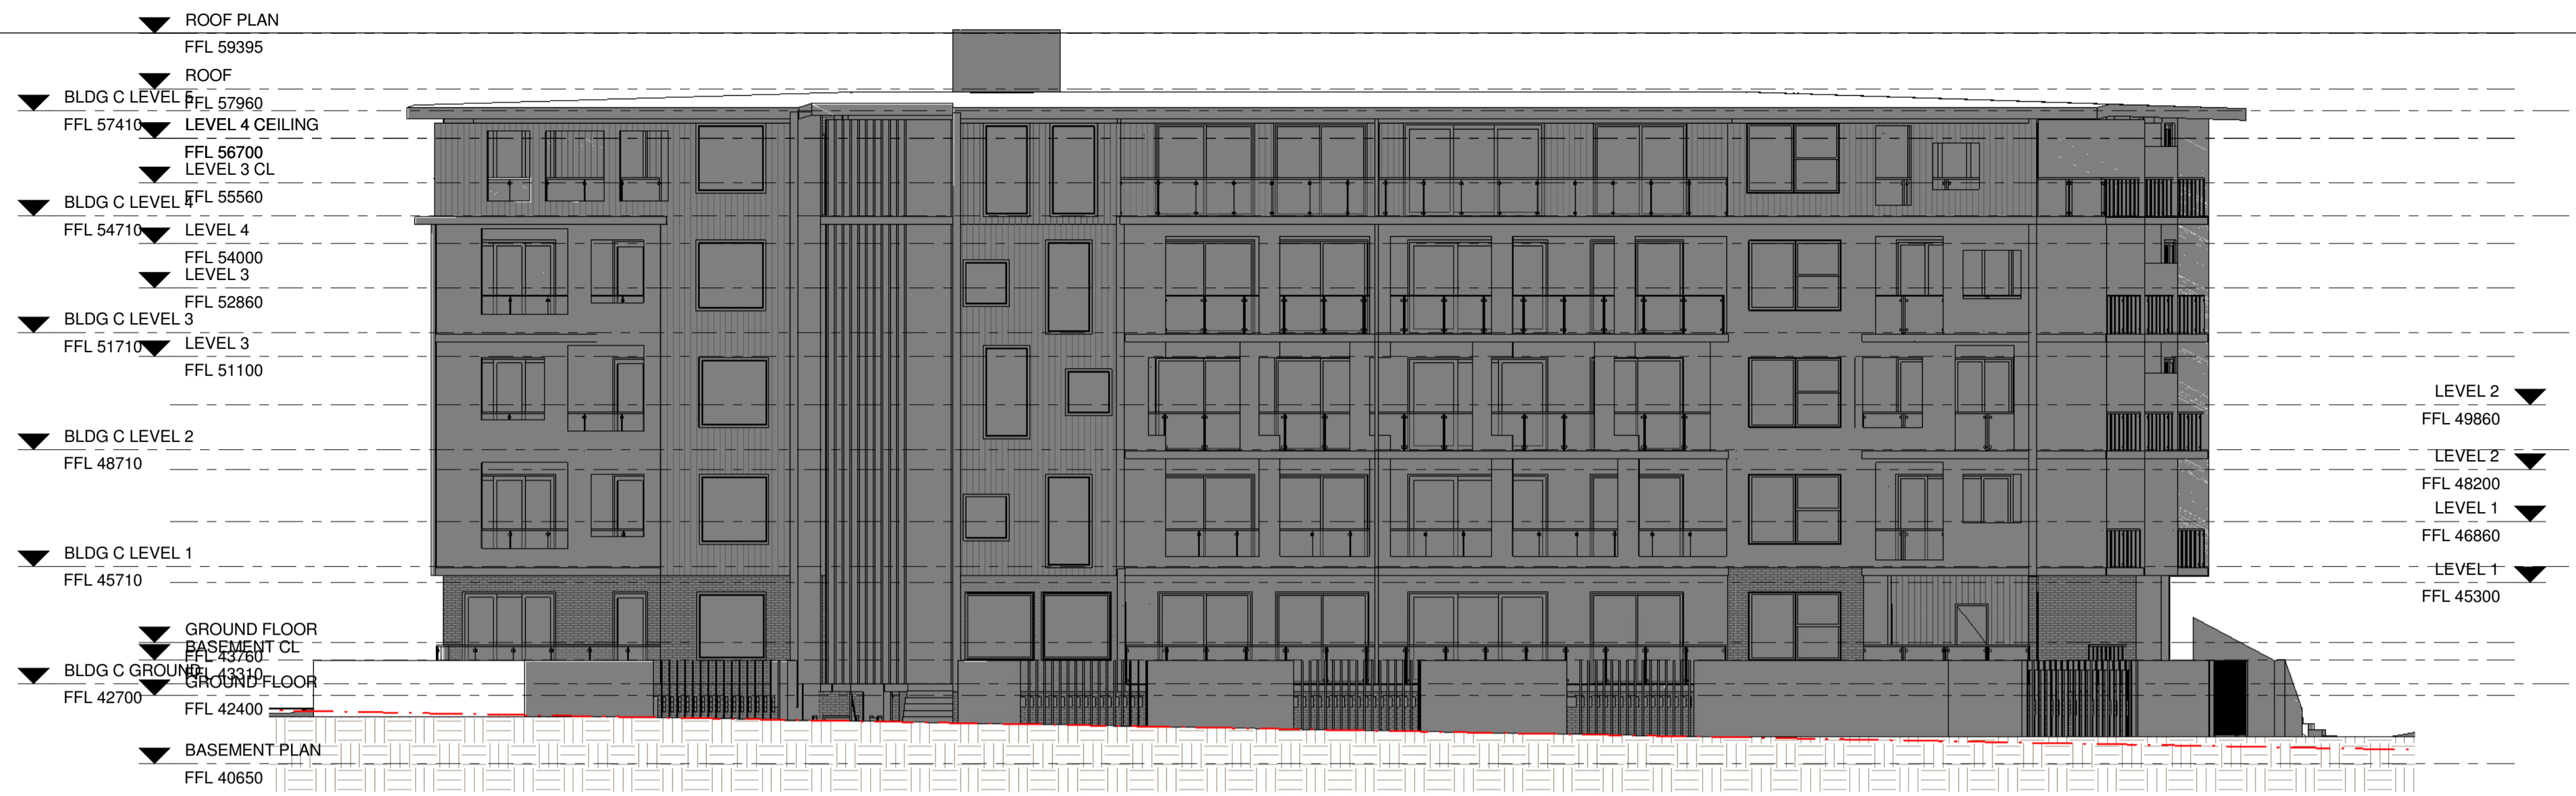 ROOF PLAN
FFL 59395
ROOF
FFL 57960
BLDG C LEVEL 5
FFL 57410
LEVEL 4 CEILING
FFL 56700
LEVEL 3 CL
FFL 55560
BLDG C LEVEL 4
FFL 54710
LEVEL 4
FFL 54000
LEVEL 3
FFL 52860
BLDG C LEVEL 3
FFL 51710
LEVEL 3
FFL 51100
LEVEL 2
FFL 49860
BLDG C LEVEL 2
FFL 48710
LEVEL 2
FFL 48200
LEVEL 1
FFL 46860
BLDG C LEVEL 1
FFL 45710
LEVEL 1
FFL 45300
GROUND FLOOR
FFL 43760
BASEMENT CL
FFL 43310
BLDG C GROUND
FFL 42700
GROUND FLOOR
FFL 42400
BASEMENT PLAN
FFL 40650